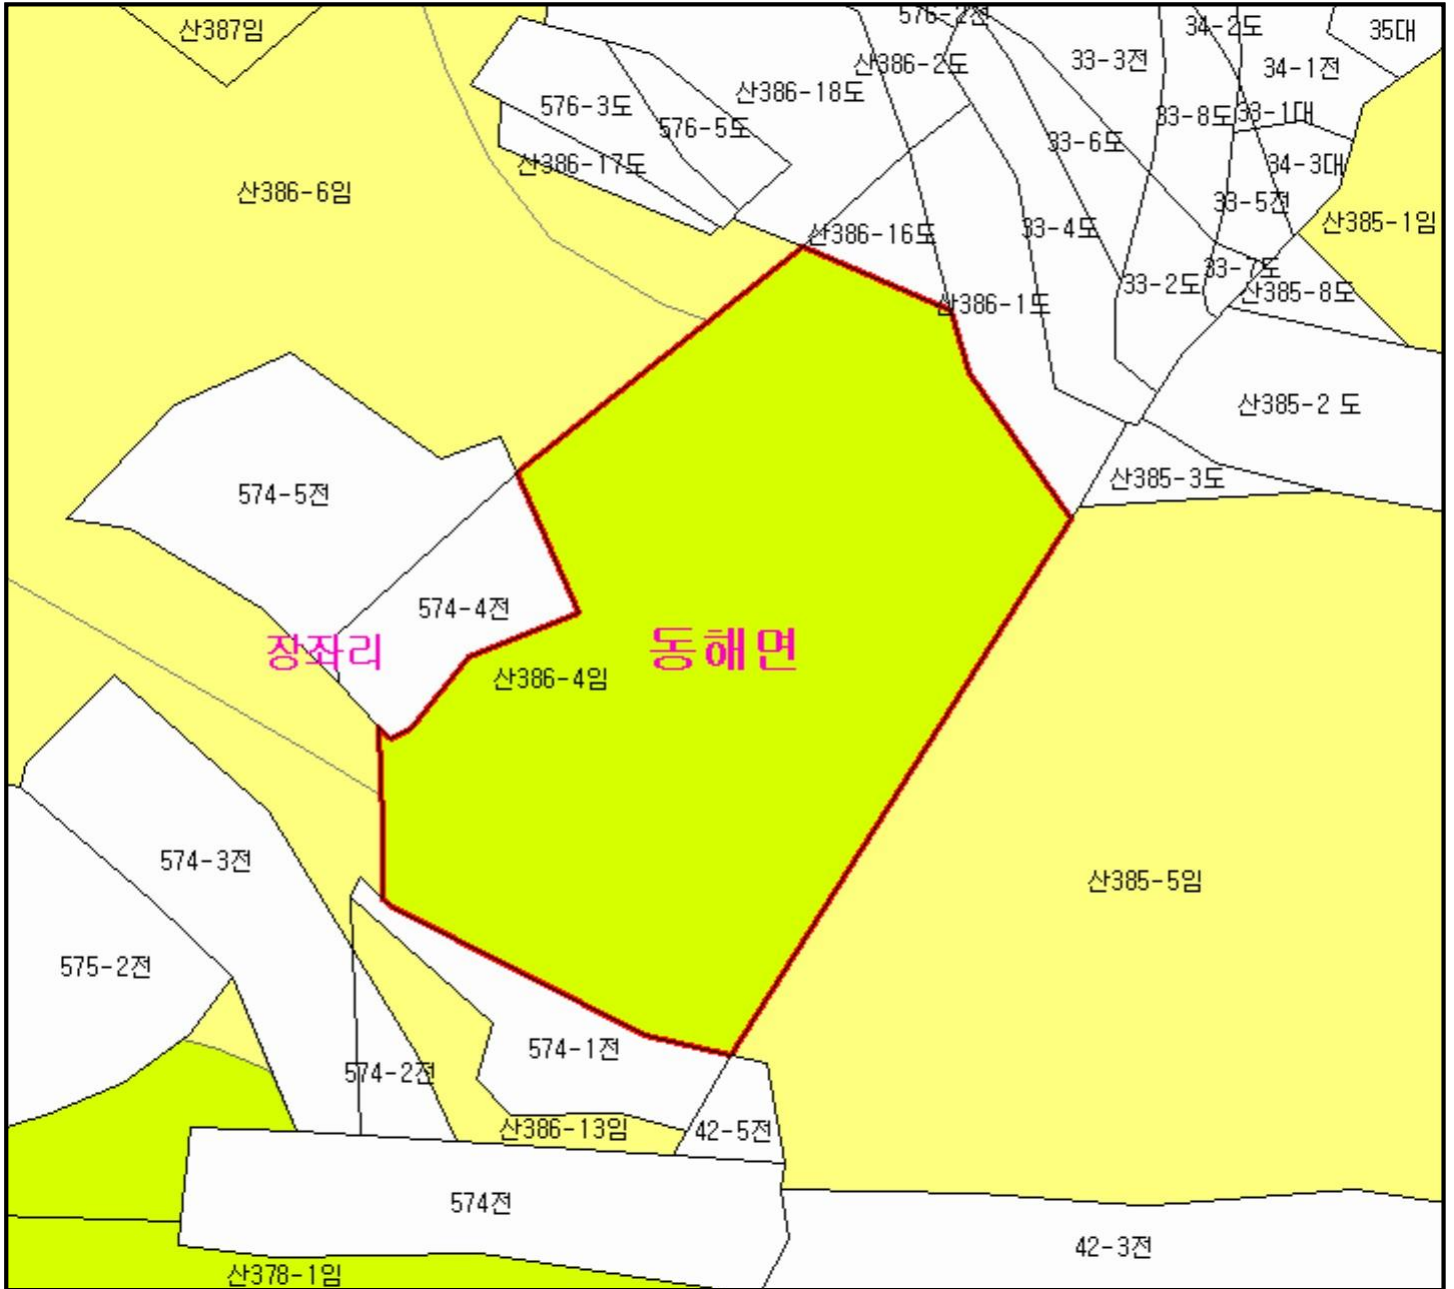 산387임
576-2전
34-2도
35대
산386-2도
33-3전
34-1전
산386-18도
576-3도
576-5도
33-8도
33-1대
33-6도
산386-17도
34-3대
산386-6임
33-5전
산385-1임
산386-16도
33-4도
33-7도
33-2도
산385-8도
산386-1도
산385-2 도
산385-3도
574-5전
574-4전
장좌리
동해면
산386-4임
574-3전
산385-5임
575-2전
574-1전
574-2전
산386-13임
42-5전
574전
42-3전
산378-1임